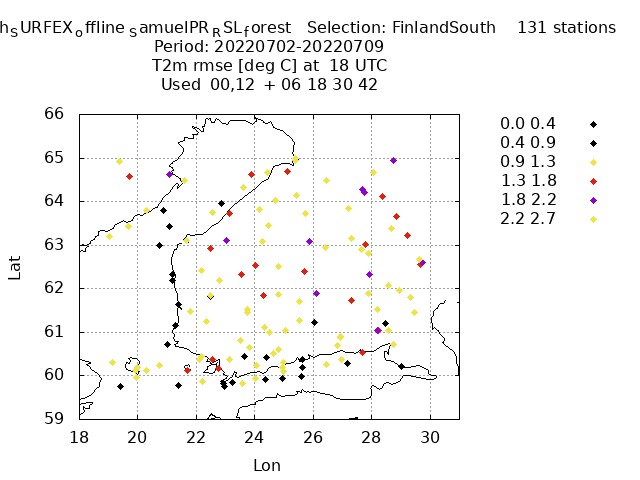 hSURFEXoffline SamuelPRRSLforest Selection: FinlandSouth 131 stations
Period: 20220702-20220709
T2m rmse [deg C] at 18 UTC
Used 00,12 + 06 18 30 42
66
65
64
63
62
61
60
59
18 20 22 24 26 28 30
Lat
Lon
0.0 0.4
0.4 0.9
0.9 1.3
1.3 1.8
1.8 2.2
2.2 2.7